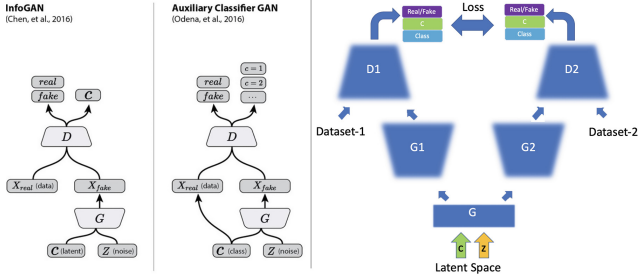 InfoGAN
(Chen, et al., 2016)
real
fake
C
D
X_real (data)
X_fake
G
C (latent)
Z (noise)
Auxiliary Classifier GAN
(Odena, et al., 2016)
real
fake
c = 1
c = 2
...
D
X_real (data)
X_fake
G
C (class)
Z (noise)
Real/Fake
C
Class
Loss
Real/Fake
C
Class
D1
D2
Dataset-1
Dataset-2
G1
G2
G
C
Z
Latent Space